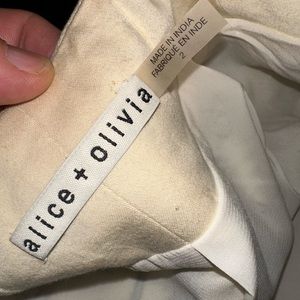 alice + olivia
MADE IN INDIA
FABRIQUÉ EN INDE
2